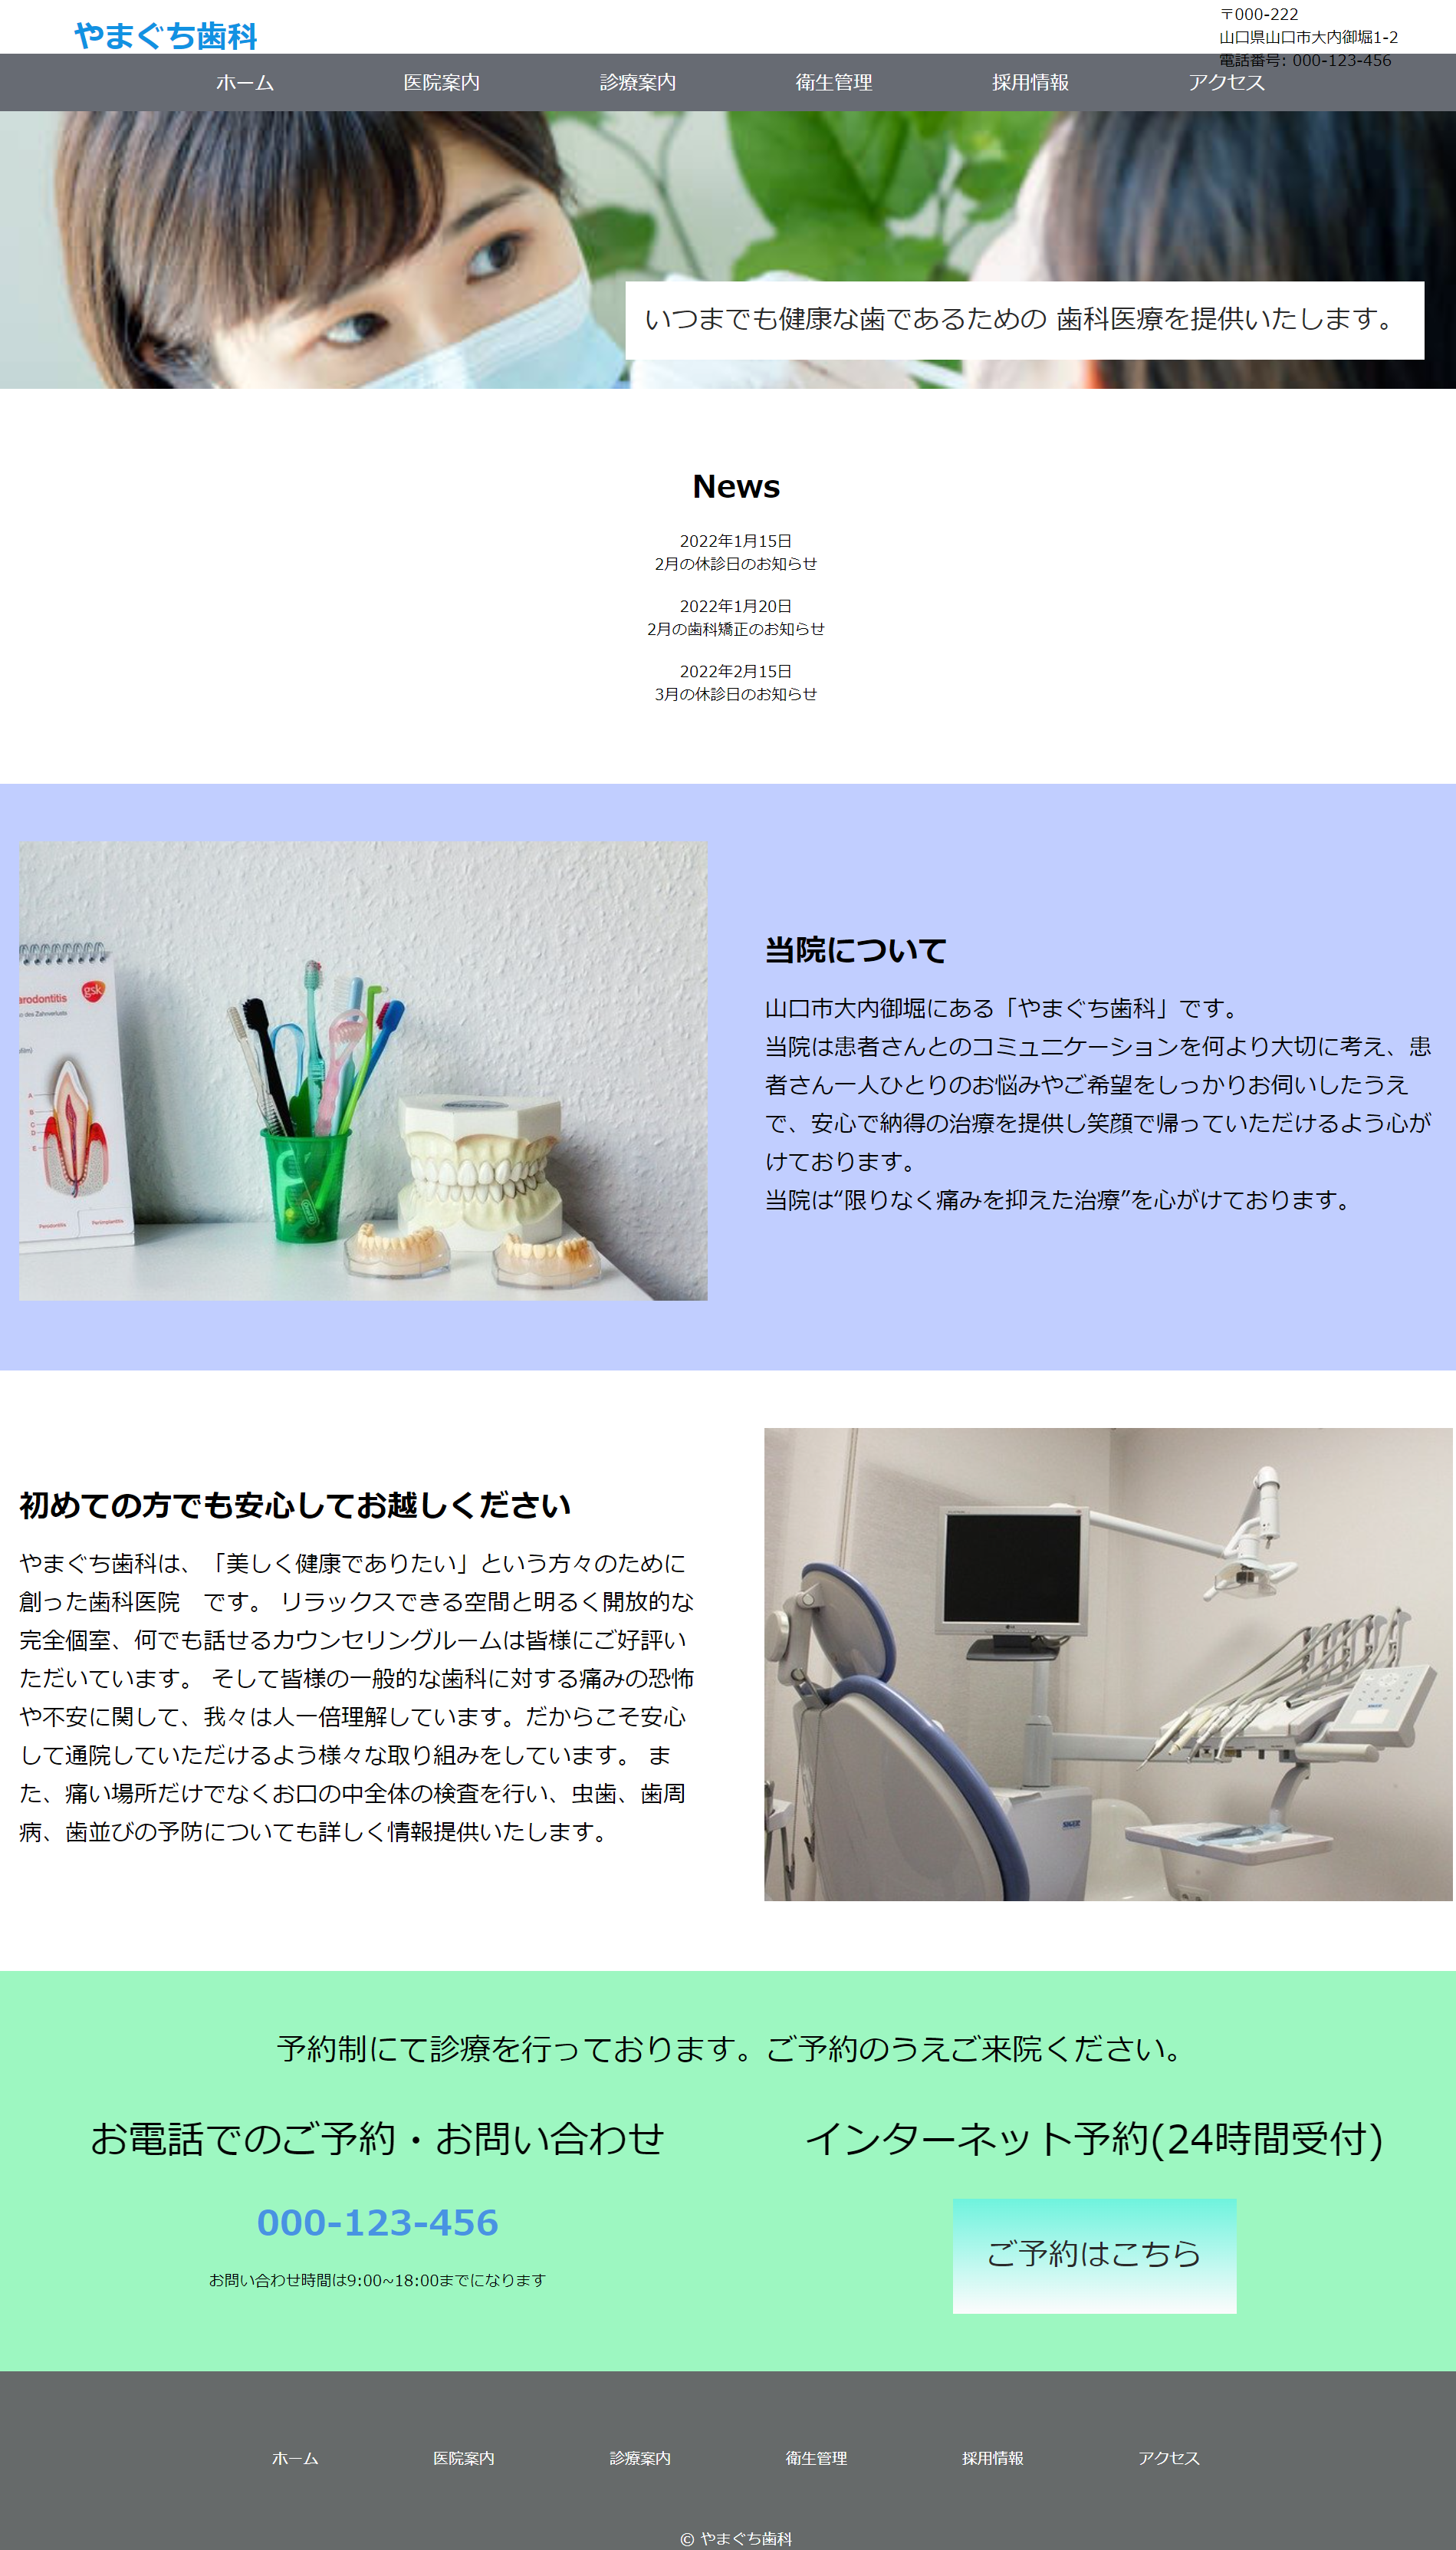 やまぐち歯科
〒000-222
山口県山口市大内御堀1-2
電話番号: 000-123-456
ホーム 医院案内 診療案内 衛生管理 採用情報 アクセス
いつまでも健康な歯であるための 歯科医療を提供いたします。
News
2022年1月15日
2月の休診日のお知らせ
2022年1月20日
2月の歯科矯正のお知らせ
2022年2月15日
3月の休診日のお知らせ
arodontitis
gsk
o des Zahnverlusts
A
B
C
D
E
Parodontitis
Periimplantitis
当院について
山口市大内御堀にある「やまぐち歯科」です。
当院は患者さんとのコミュニケーションを何より大切に考え、患
者さん一人ひとりのお悩みやご希望をしっかりお伺いしたうえ
で、安心で納得の治療を提供し笑顔で帰っていただけるよう心が
けております。
当院は“限りなく痛みを抑えた治療”を心がけております。
初めての方でも安心してお越しください
やまぐち歯科は、「美しく健康でありたい」という方々のために
創った歯科医院　です。 リラックスできる空間と明るく開放的な
完全個室、何でも話せるカウンセリングルームは皆様にご好評い
ただいています。 そして皆様の一般的な歯科に対する痛みの恐怖
や不安に関して、我々は人一倍理解しています。だからこそ安心
して通院していただけるよう様々な取り組みをしています。 ま
た、痛い場所だけでなくお口の中全体の検査を行い、虫歯、歯周
病、歯並びの予防についても詳しく情報提供いたします。
予約制にて診療を行っております。ご予約のうえご来院ください。
お電話でのご予約・お問い合わせ
000-123-456
お問い合わせ時間は9:00~18:00までになります
インターネット予約(24時間受付)
ご予約はこちら
ホーム 医院案内 診療案内 衛生管理 採用情報 アクセス
© やまぐち歯科